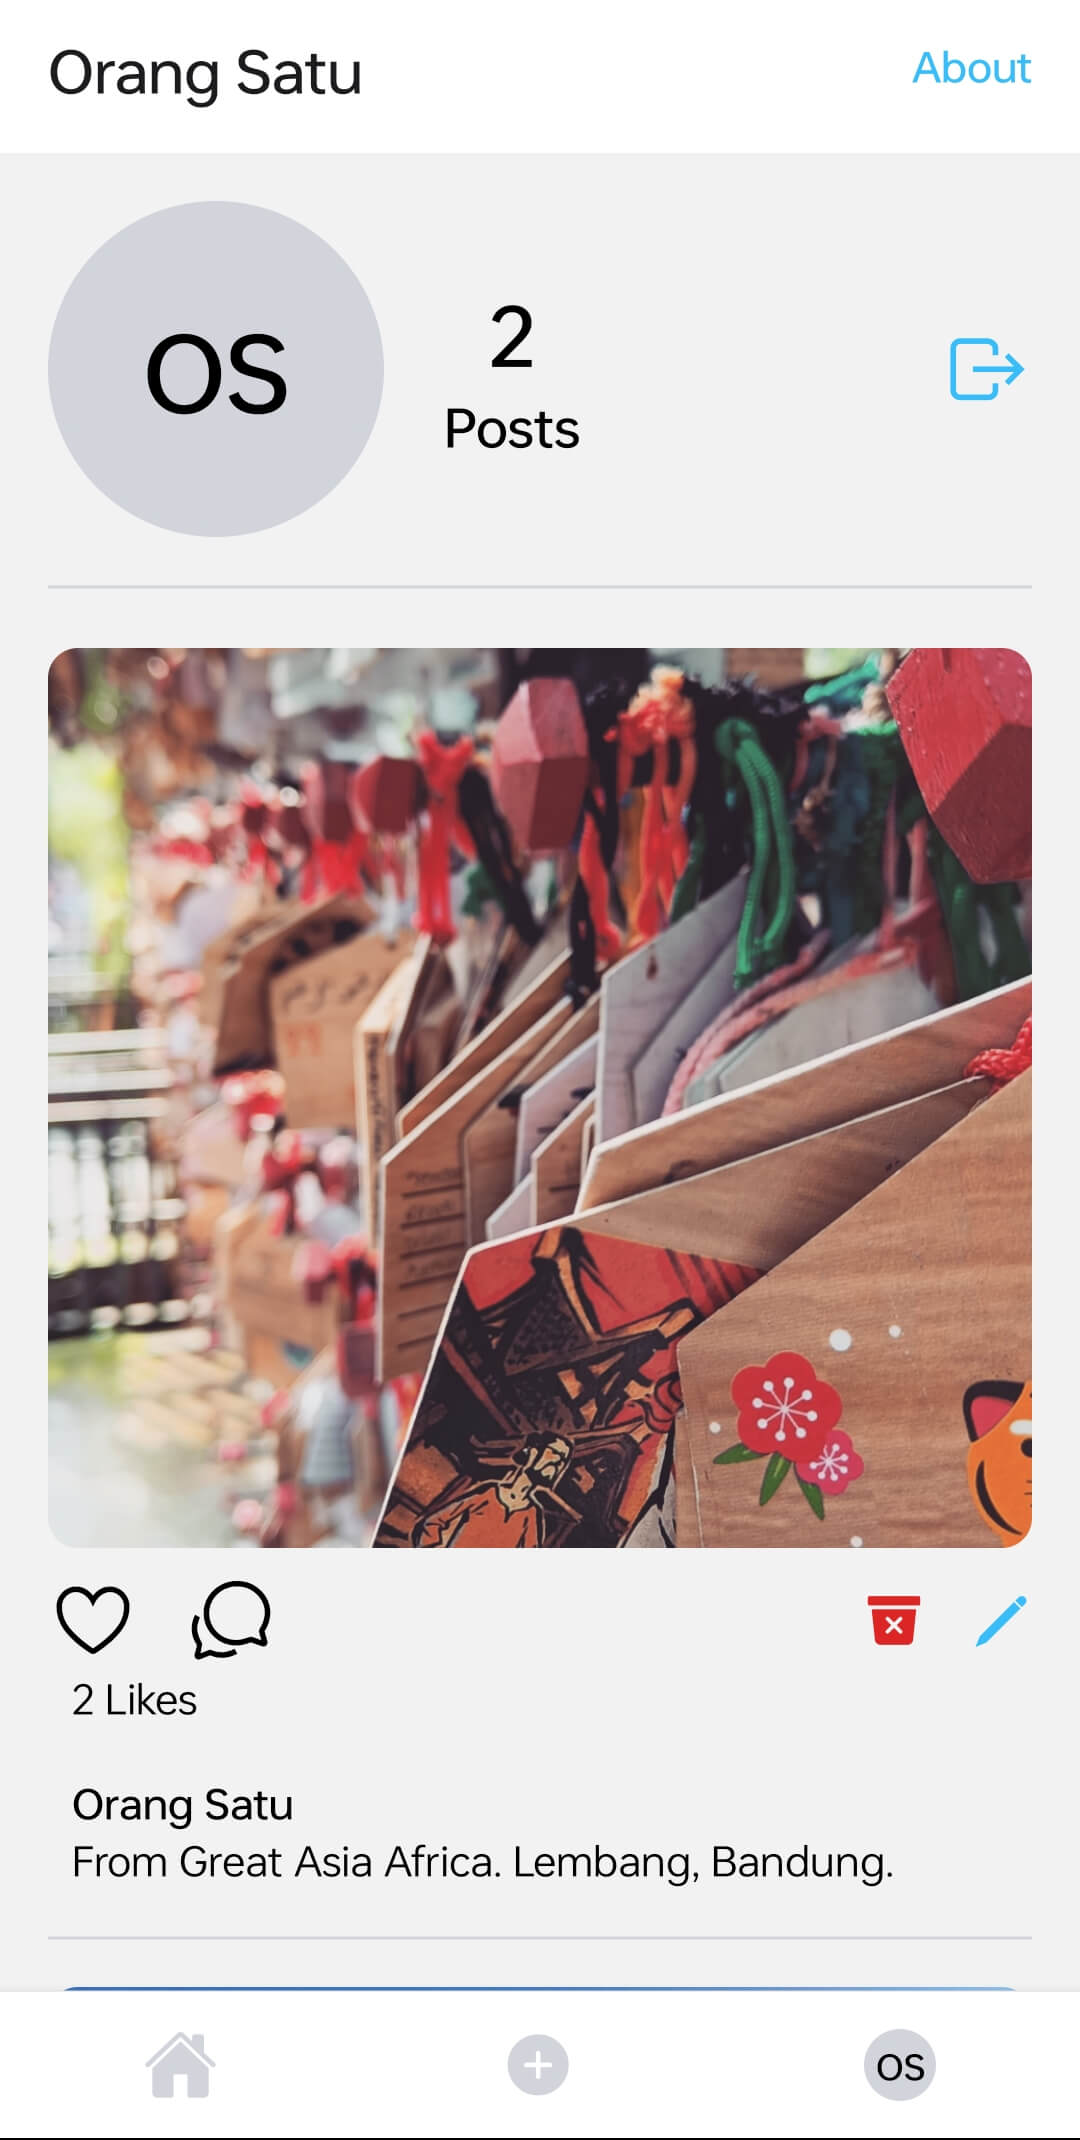 Orang Satu
About
OS
2
Posts
2 Likes
Orang Satu
From Great Asia Africa. Lembang, Bandung.
OS